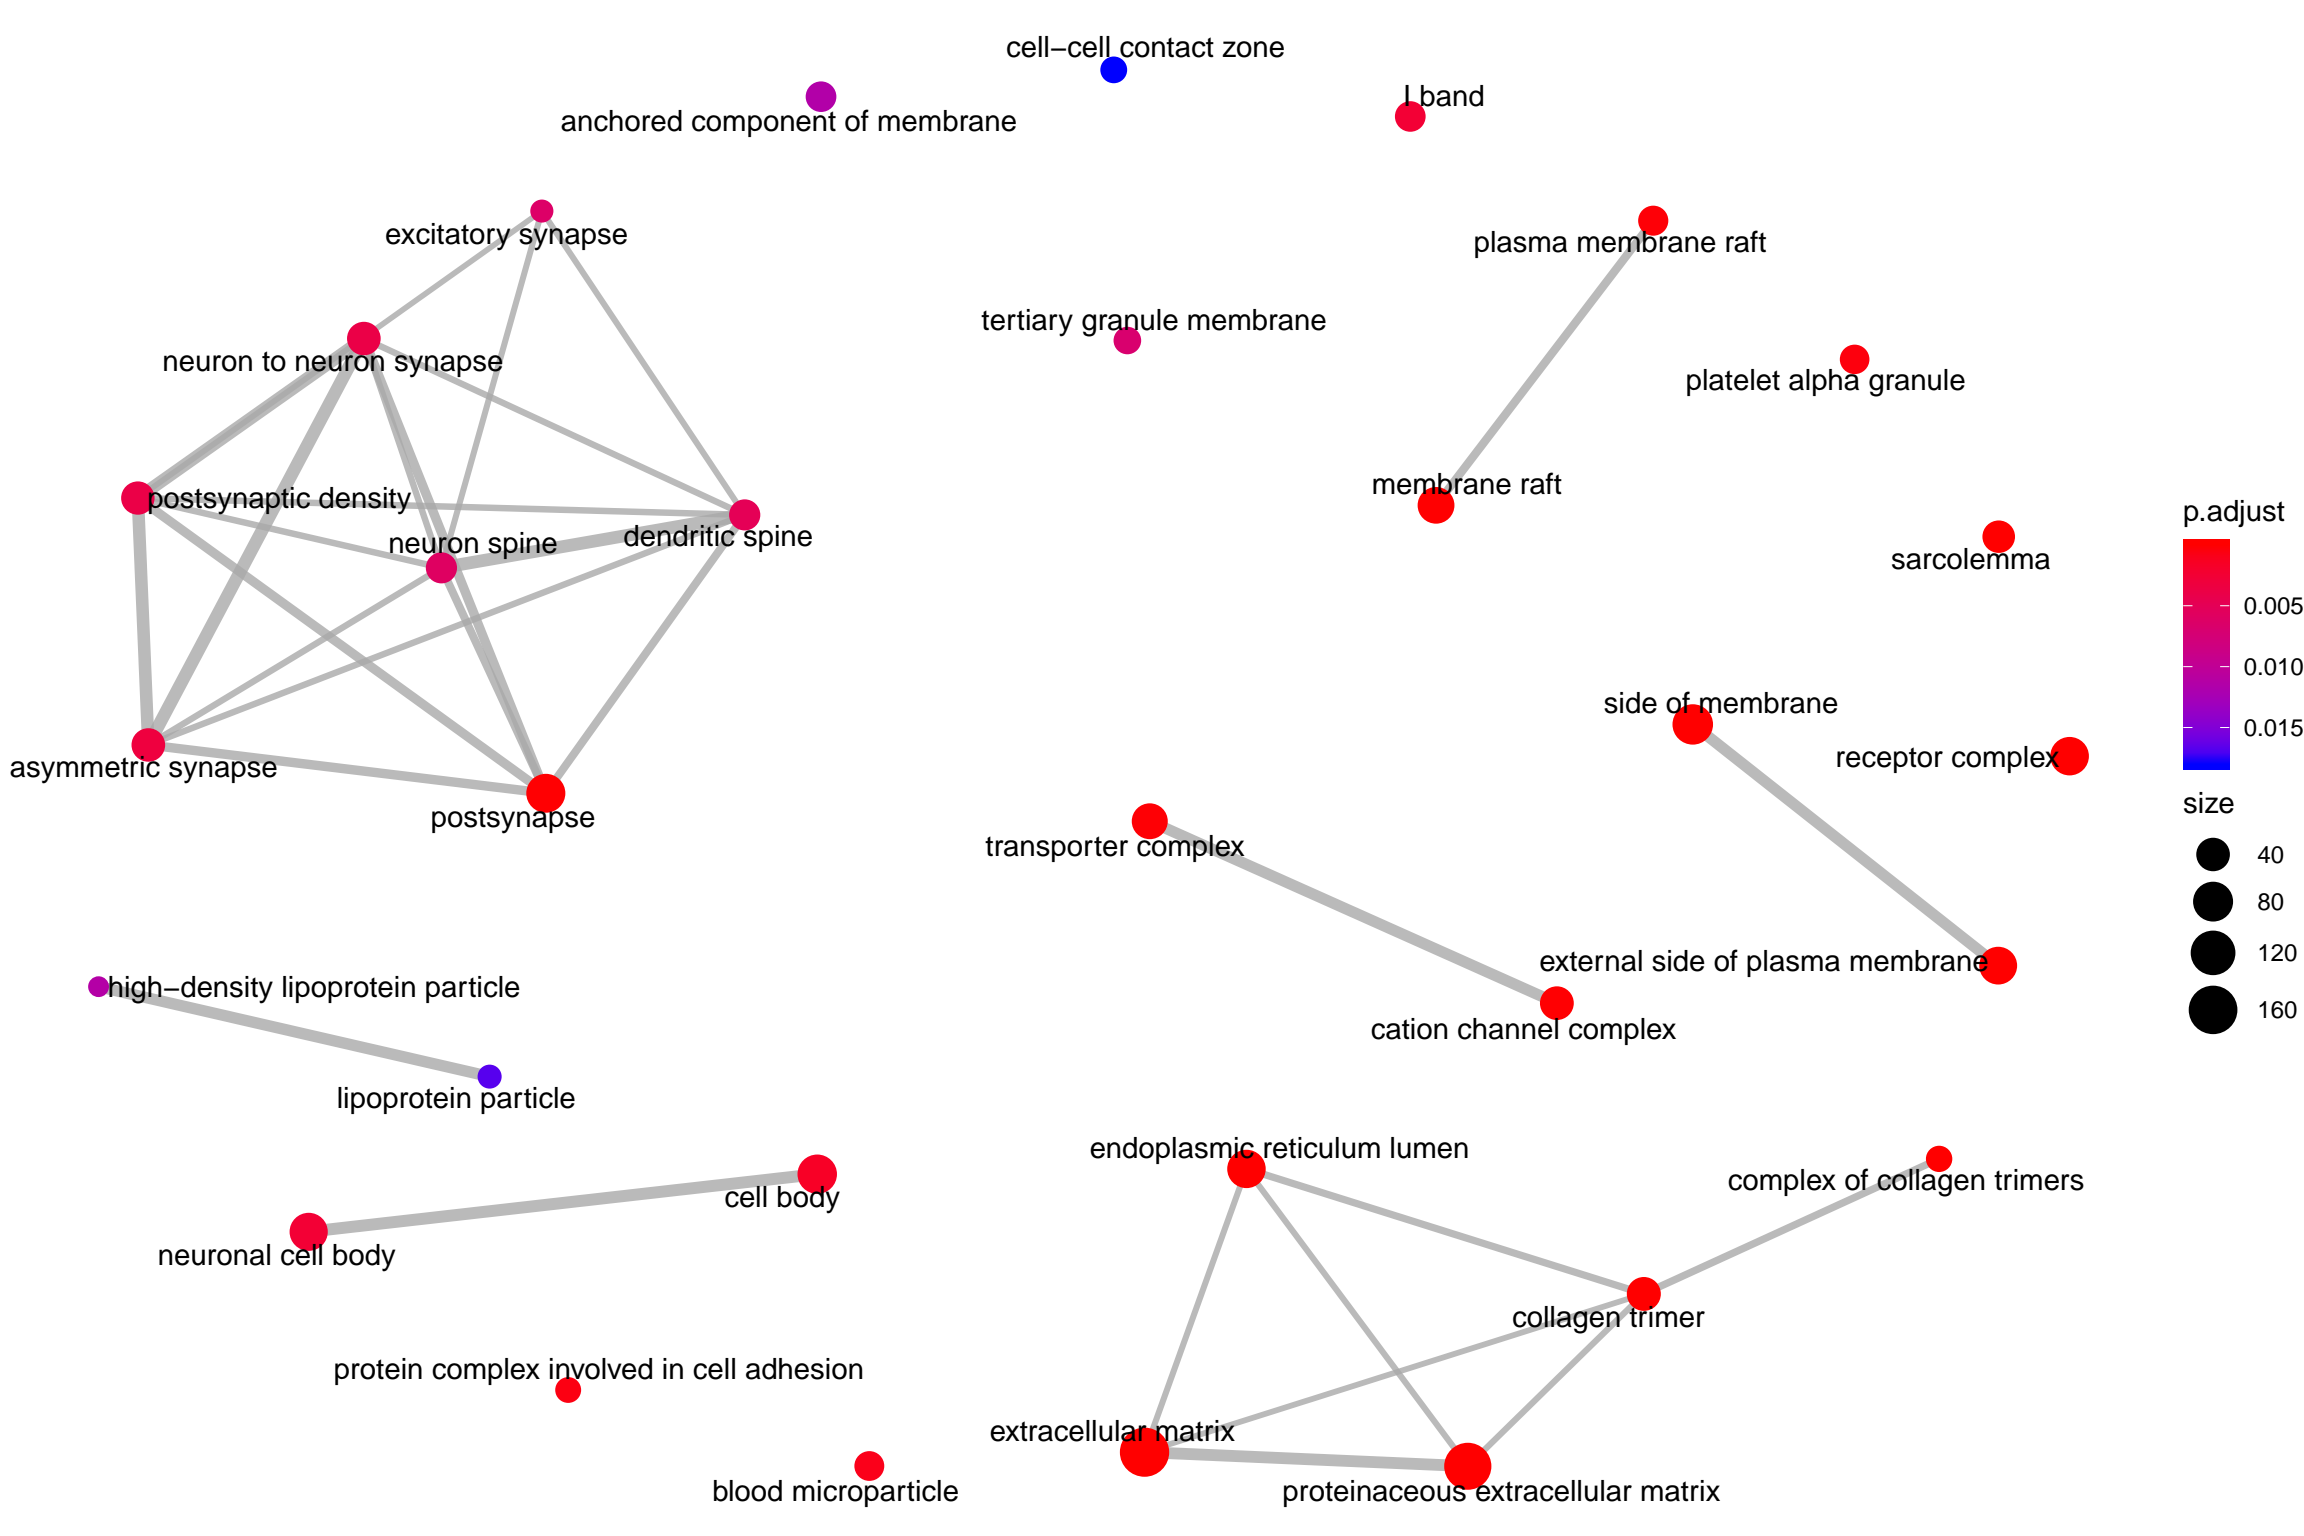 cell−cell contact zone
I band
anchored component of membrane
excitatory synapse
plasma membrane raft
tertiary granule membrane
neuron to neuron synapse
platelet alpha granule
membrane raft
postsynaptic density
neuron spine
dendritic spine
sarcolemma
side of membrane
receptor complex
asymmetric synapse
postsynapse
transporter complex
external side of plasma membrane
high−density lipoprotein particle
cation channel complex
lipoprotein particle
endoplasmic reticulum lumen
complex of collagen trimers
cell body
neuronal cell body
collagen trimer
protein complex involved in cell adhesion
extracellular matrix
blood microparticle
proteinaceous extracellular matrix
p.adjust
0.005
0.010
0.015
size
40
80
120
160